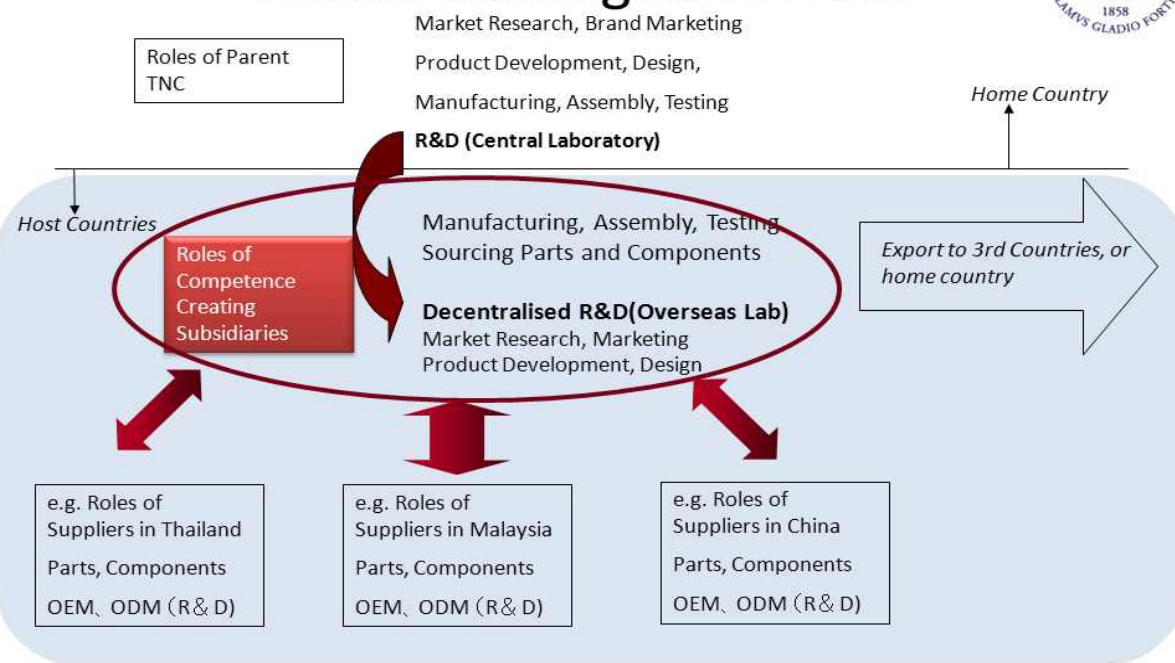 Market Research, Brand Marketing
Roles of Parent
TNC
Product Development, Design,
Manufacturing, Assembly, Testing
R&D (Central Laboratory)
Home Country
1858
GLADIO
Host Countries
Roles of
Competence
Creating
Subsidiaries
Manufacturing, Assembly, Testing
Sourcing Parts and Components
Decentralised R&D(Overseas Lab)
Market Research, Marketing
Product Development, Design
Export to 3rd Countries, or
home country
e.g. Roles of
Suppliers in Thailand
Parts, Components
OEM、ODM（R＆D）
e.g. Roles of
Suppliers in Malaysia
Parts, Components
OEM、ODM（R＆D）
e.g. Roles of
Suppliers in China
Parts, Components
OEM、ODM（R＆D）